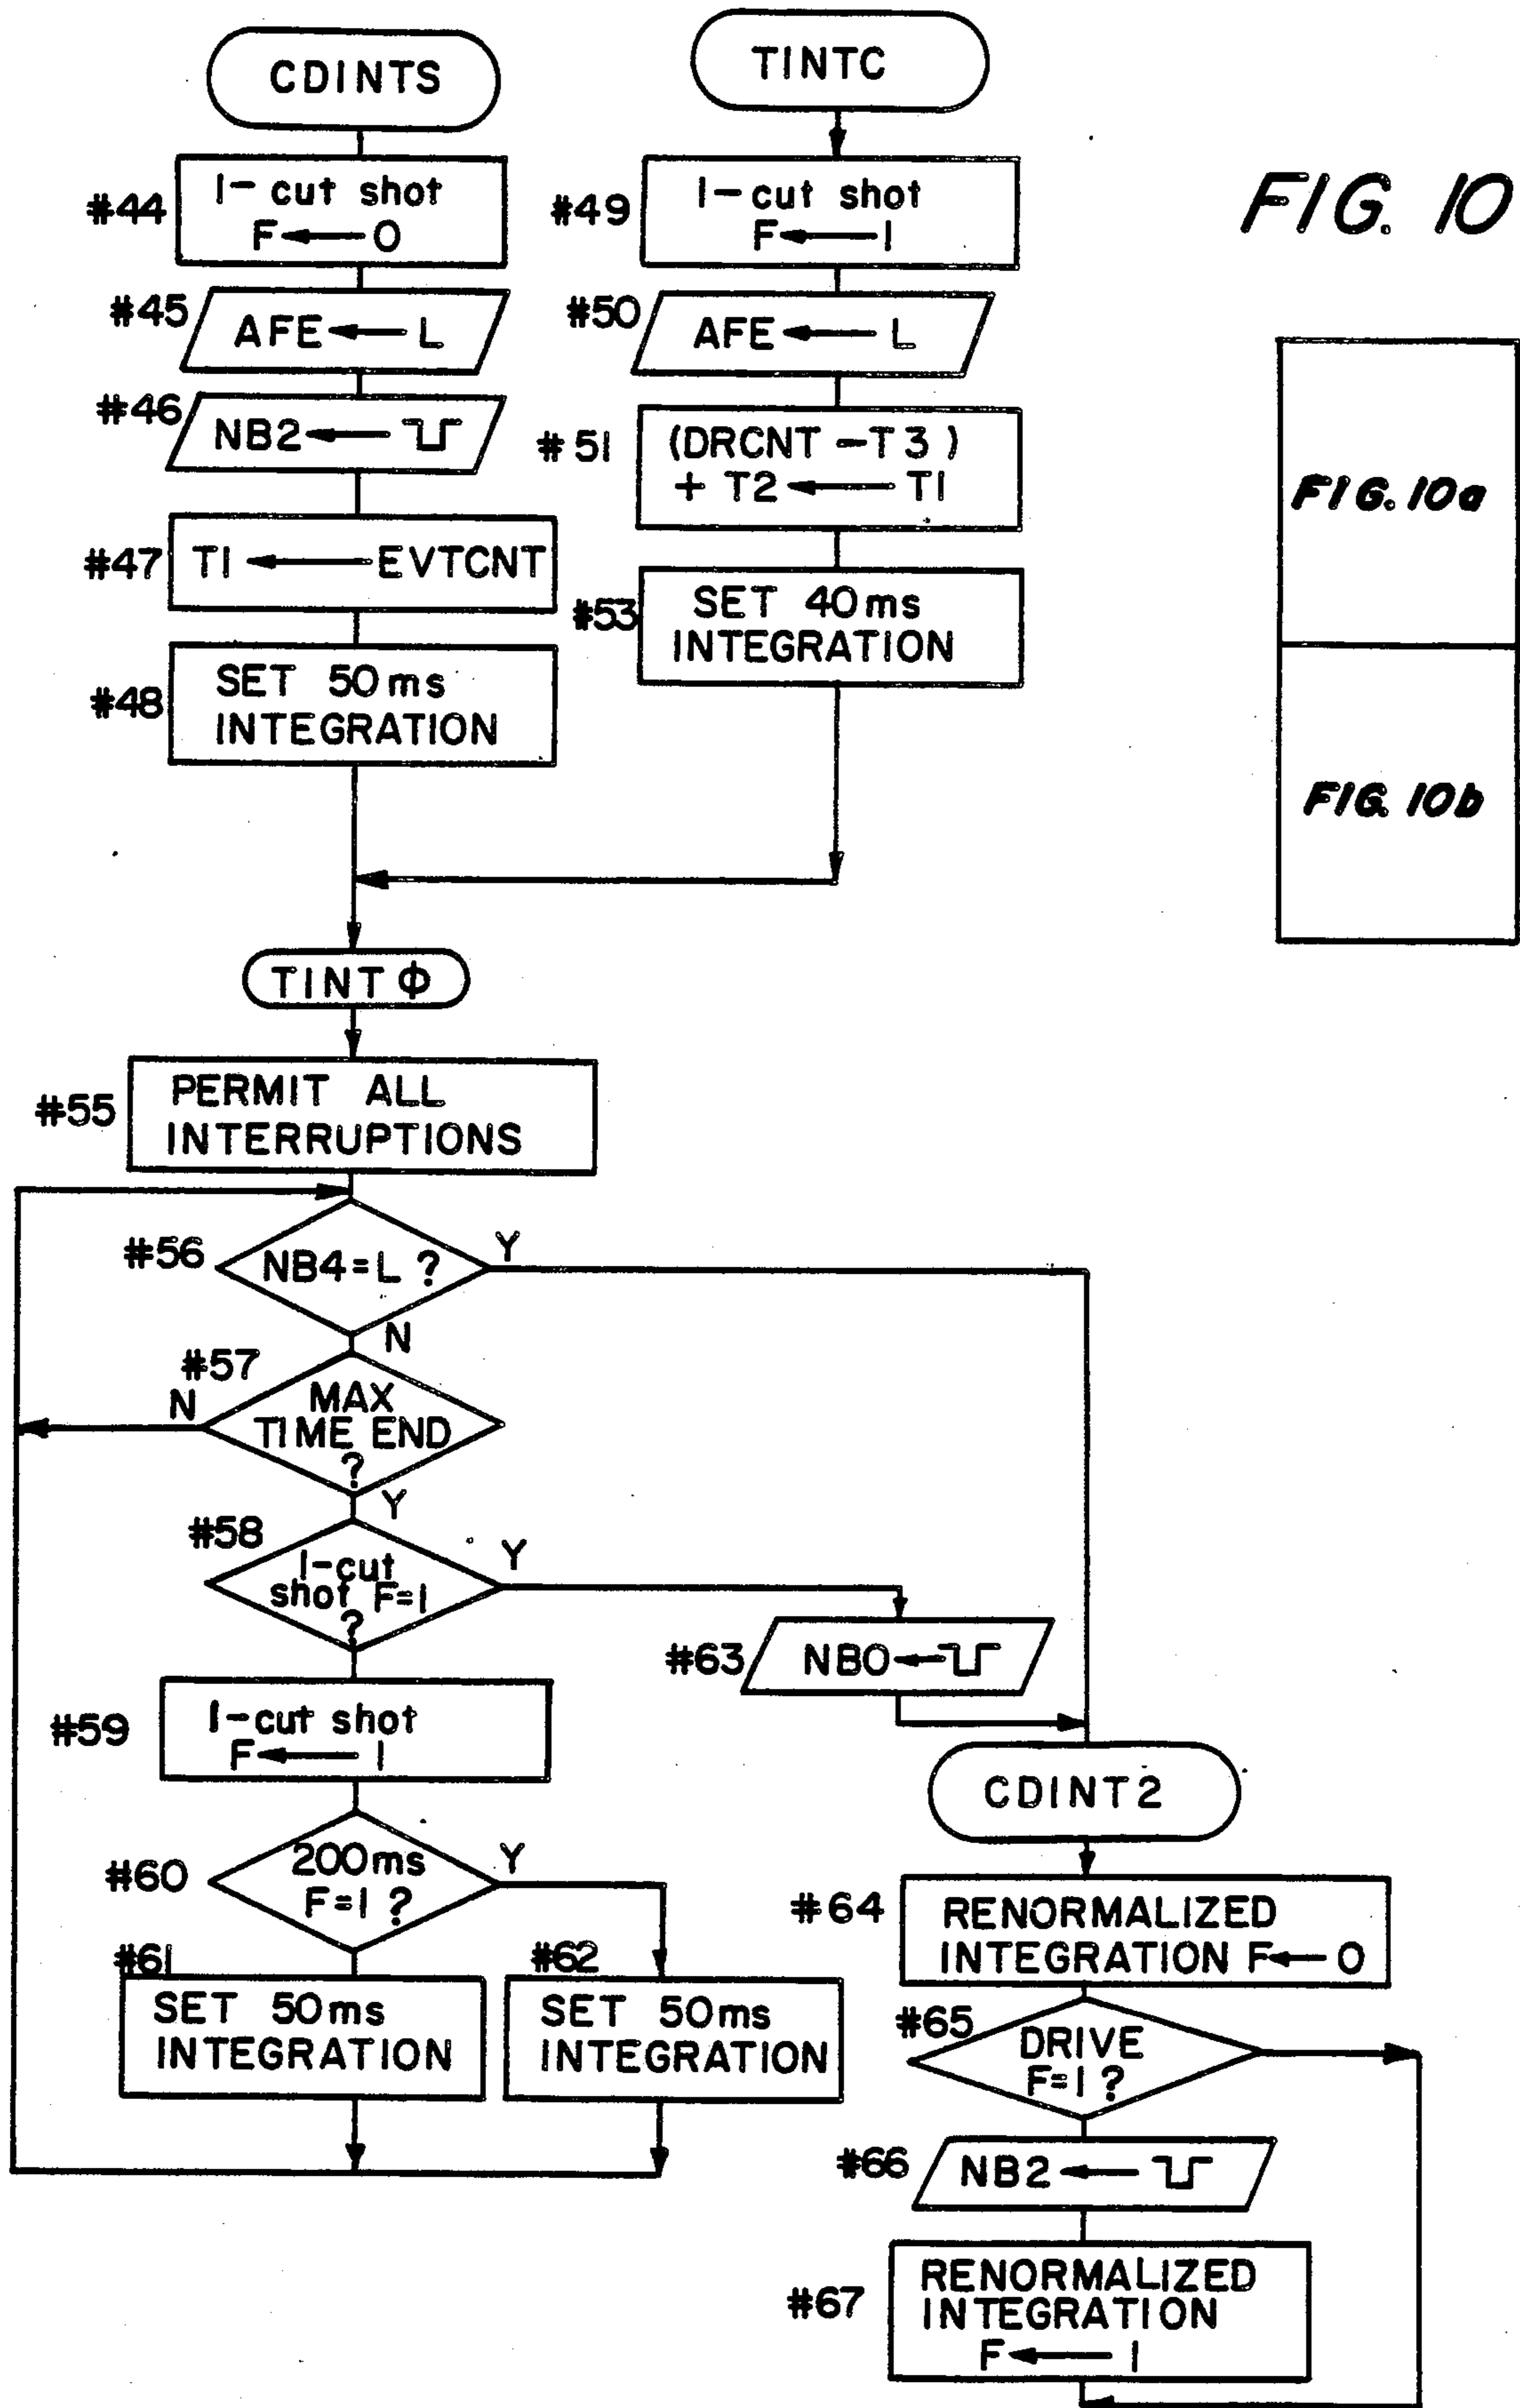 CDINTS
#44
1-cut shot
F←0
#45
AFE←L
#46
NB2←
#47
T1←EVTCNT
#48
SET 50ms
INTEGRATION
TINTC
#49
1-cut shot
F←1
#50
AFE←L
#51
(DRCNT-T3)
+ T2←T1
#53
SET 40ms
INTEGRATION
FIG. 10
FIG. 10a
FIG. 10b
TINTΦ
#55
PERMIT ALL
INTERRUPTIONS
#56
NB4=L ?
Y
N
#57
MAX
TIME END
?
N
Y
#58
1-cut
shot F=1
?
Y
#59
1-cut shot
F←1
#60
200ms
F=1 ?
Y
#61
SET 50ms
INTEGRATION
#62
SET 50ms
INTEGRATION
#63
NB0←
CDINT2
#64
RENORMALIZED
INTEGRATION F←0
#65
DRIVE
F=1 ?
#66
NB2←
#67
RENORMALIZED
INTEGRATION
F←1